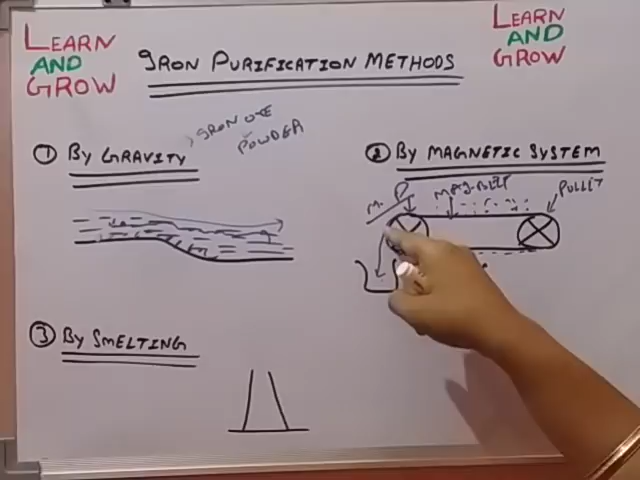 LEARN
AND
GROW
LEARN
AND
GROW
IRON PURIFICATION METHODS
IRON ORE
POWDER
① BY GRAVITY
② BY MAGNETIC SYSTEM
M. P
MAG-BELT
PULLEY
③ BY SMELTING